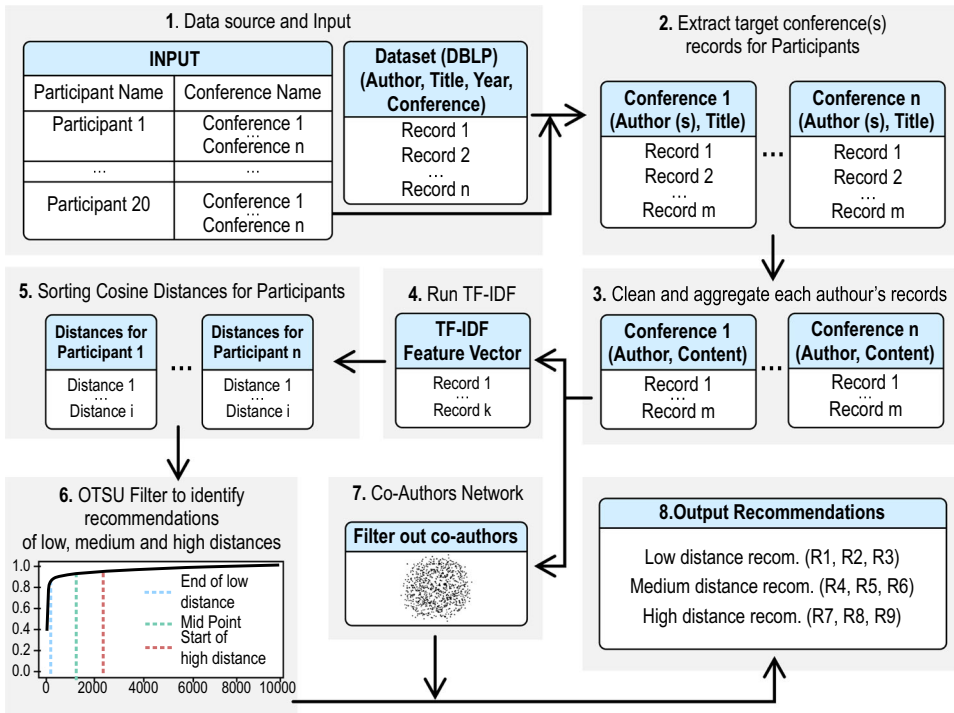 1. Data source and Input
INPUT
Participant Name
Conference Name
Participant 1
Conference 1
...
Conference n
...
...
Participant 20
Conference 1
...
Conference n
Dataset (DBLP)
(Author, Title, Year,
Conference)
Record 1
Record 2
...
Record n
2. Extract target conference(s)
records for Participants
Conference 1
(Author (s), Title)
Record 1
Record 2
...
Record m
...
Conference n
(Author (s), Title)
Record 1
Record 2
...
Record m
3. Clean and aggregate each authour's records
Conference 1
(Author, Content)
Record 1
...
Record m
...
Conference n
(Author, Content)
Record 1
...
Record m
4. Run TF-IDF
TF-IDF
Feature Vector
Record 1
...
Record k
5. Sorting Cosine Distances for Participants
Distances for
Participant 1
Distance 1
...
Distance i
...
Distances for
Participant n
Distance 1
...
Distance i
6. OTSU Filter to identify
recommendations
of low, medium and high distances
1.0
0.8
0.6
0.4
0.2
0.0
0
2000
4000
6000
8000
10000
End of low
distance
Mid Point
Start of
high distance
7. Co-Authors Network
Filter out co-authors
8.Output Recommendations
Low distance recom. (R1, R2, R3)
Medium distance recom. (R4, R5, R6)
High distance recom. (R7, R8, R9)